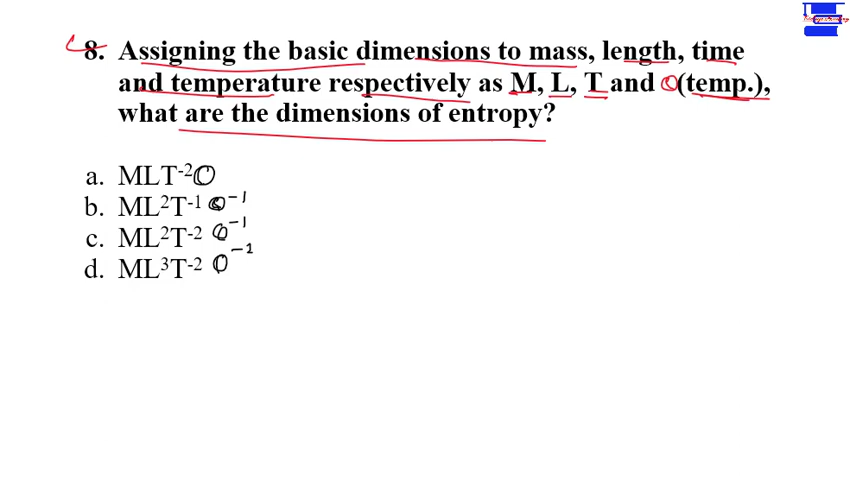 8. Assigning the basic dimensions to mass, length, time
and temperature respectively as M, L, T and θ(temp.),
what are the dimensions of entropy?
a. MLT⁻²θ
b. ML²T⁻¹θ⁻¹
c. ML²T⁻²θ⁻¹
d. ML³T⁻²θ⁻¹